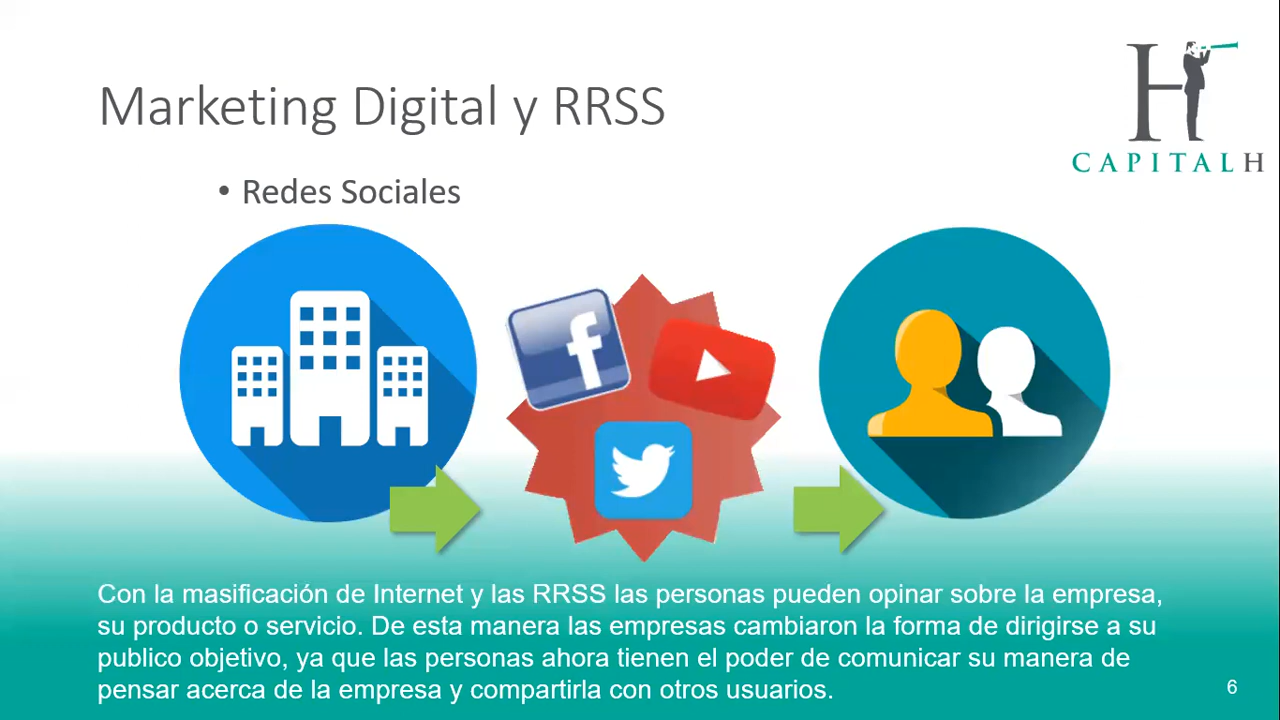 Marketing Digital y RRSS
H
CAPITALH
• Redes Sociales
f
Con la masificación de Internet y las RRSS las personas pueden opinar sobre la empresa,
su producto o servicio. De esta manera las empresas cambiaron la forma de dirigirse a su
publico objetivo, ya que las personas ahora tienen el poder de comunicar su manera de
pensar acerca de la empresa y compartirla con otros usuarios.
6